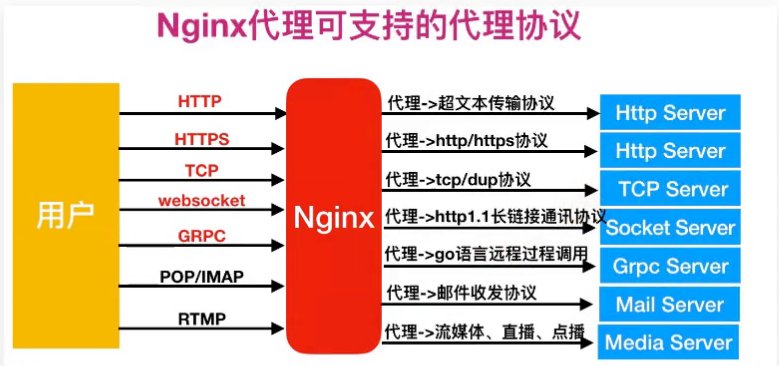 Nginx代理可支持的代理协议
用户
HTTP
HTTPS
TCP
websocket
GRPC
POP/IMAP
RTMP
Nginx
代理->超文本传输协议
代理->http/https协议
代理->tcp/dup协议
代理->http1.1长链接通讯协议
代理->go语言远程过程调用
代理->邮件收发协议
代理->流媒体、直播、点播
Http Server
Http Server
TCP Server
Socket Server
Grpc Server
Mail Server
Media Server